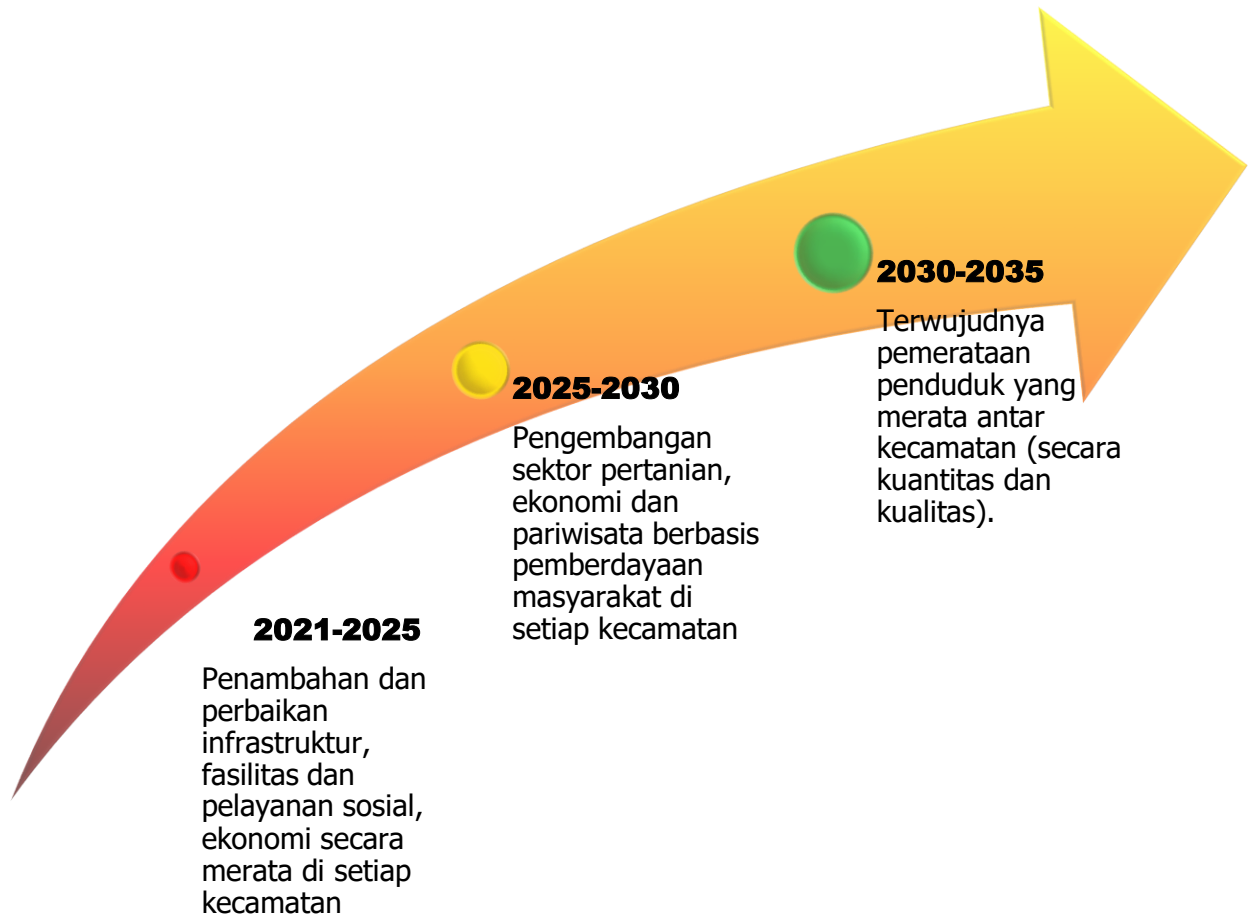 2021-2025
Penambahan dan
perbaikan
infrastruktur,
fasilitas dan
pelayanan sosial,
ekonomi secara
merata di setiap
kecamatan
2025-2030
Pengembangan
sektor pertanian,
ekonomi dan
pariwisata berbasis
pemberdayaan
masyarakat di
setiap kecamatan
2030-2035
Terwujudnya
pemerataan
penduduk yang
merata antar
kecamatan (secara
kuantitas dan
kualitas).